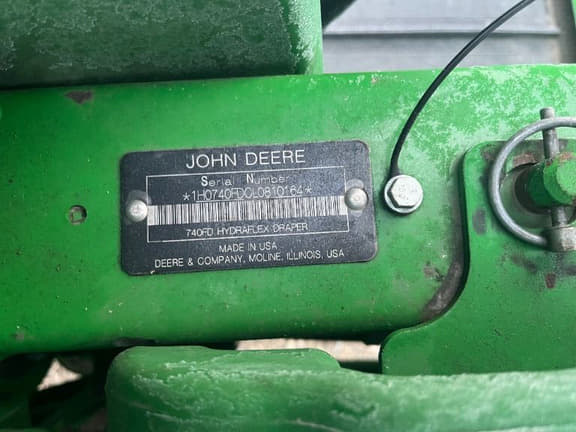 JOHN DEERE
Serial Number
*1H0740FDCL0810164*
740FD HYDRAFLEX DRAPER
MADE IN USA
DEERE & COMPANY, MOLINE, ILLINOIS, USA